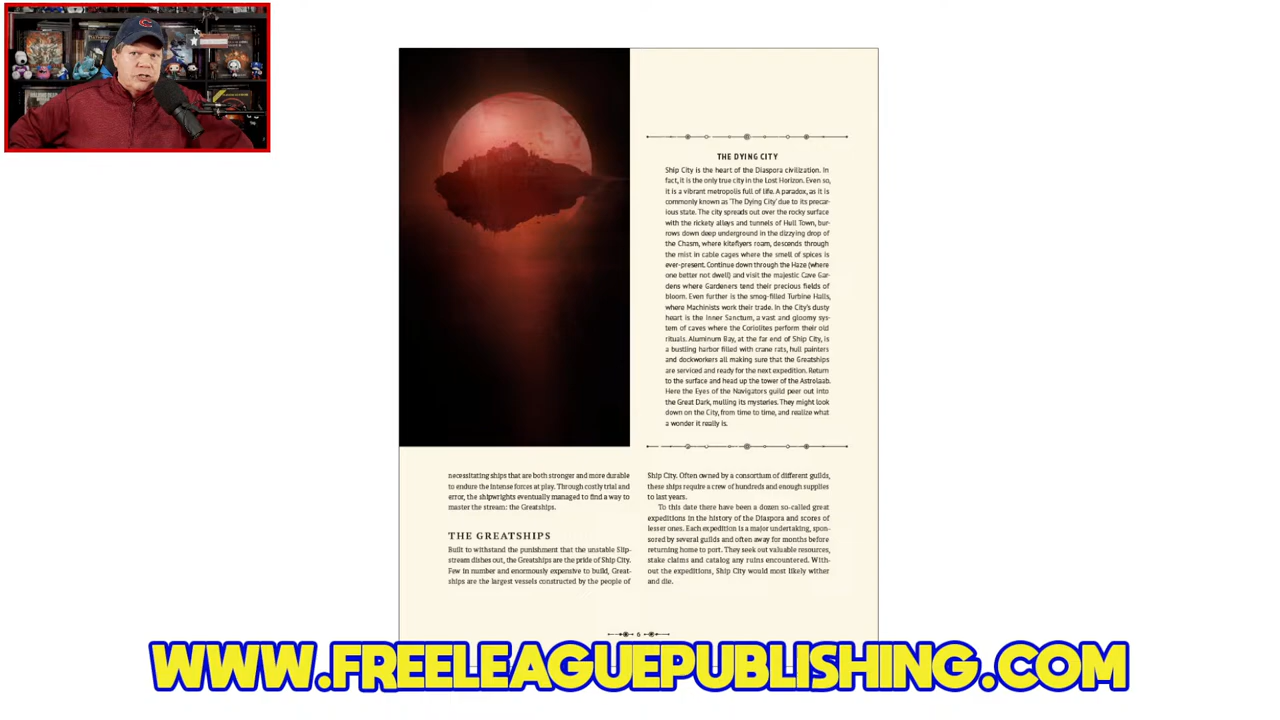 THE DYING CITY
Ship City is the heart of the Diaspora civilization. In
fact, it is the only true city in the Lost Horizon. Even so,
it is a vibrant metropolis full of life. A paradox, as it is
commonly known as 'The Dying City' due to its precar-
ious state. The city spreads out over the rocky surface
with the rickety alleys and tunnels of Hull Town, bur-
rows down deep underground in the dizzying drop of
the Chasm, where kiteflyers roam, descends through
the mist in cable cages where the smell of spices is
ever-present. Continue down through the Haze (where
one better not dwell) and visit the majestic Cave Gar-
dens where Gardeners tend their precious fields of
bloom. Even further is the smog-filled Turbine Halls,
where Machinists work their trade. In the City's dusty
heart is the Inner Sanctum, a vast and gloomy sys-
tem of caves where the Coriolites perform their old
rituals. Aluminum Bay, at the far end of Ship City, is
a bustling harbor filled with crane rats, hull painters
and dockworkers all making sure that the Greatships
are serviced and ready for the next expedition. Return
to the surface and head up the tower of the Astrolaab.
Here the Eyes of the Navigators guild peer out into
the Great Dark, mulling its mysteries. They might look
down on the City, from time to time, and realize what
a wonder it really is.
necessitating ships that are both stronger and more durable
to endure the intense forces at play. Through costly trial and
error, the shipwrights eventually managed to find a way to
master the stream: the Greatships.
THE GREATSHIPS
Built to withstand the punishment that the unstable Slip-
stream dishes out, the Greatships are the pride of Ship City.
Few in number and enormously expensive to build, Great-
ships are the largest vessels constructed by the people of
Ship City. Often owned by a consortium of different guilds,
these ships require a crew of hundreds and enough supplies
to last years.
To this date there have been a dozen so-called great
expeditions in the history of the Diaspora and scores of
lesser ones. Each expedition is a major undertaking, spon-
sored by several guilds and often away for months before
returning home to port. They seek out valuable resources,
stake claims and catalog any ruins encountered. With-
out the expeditions, Ship City would most likely wither
and die.
6
WWW.FREELEAGUEPUBLISHING.COM